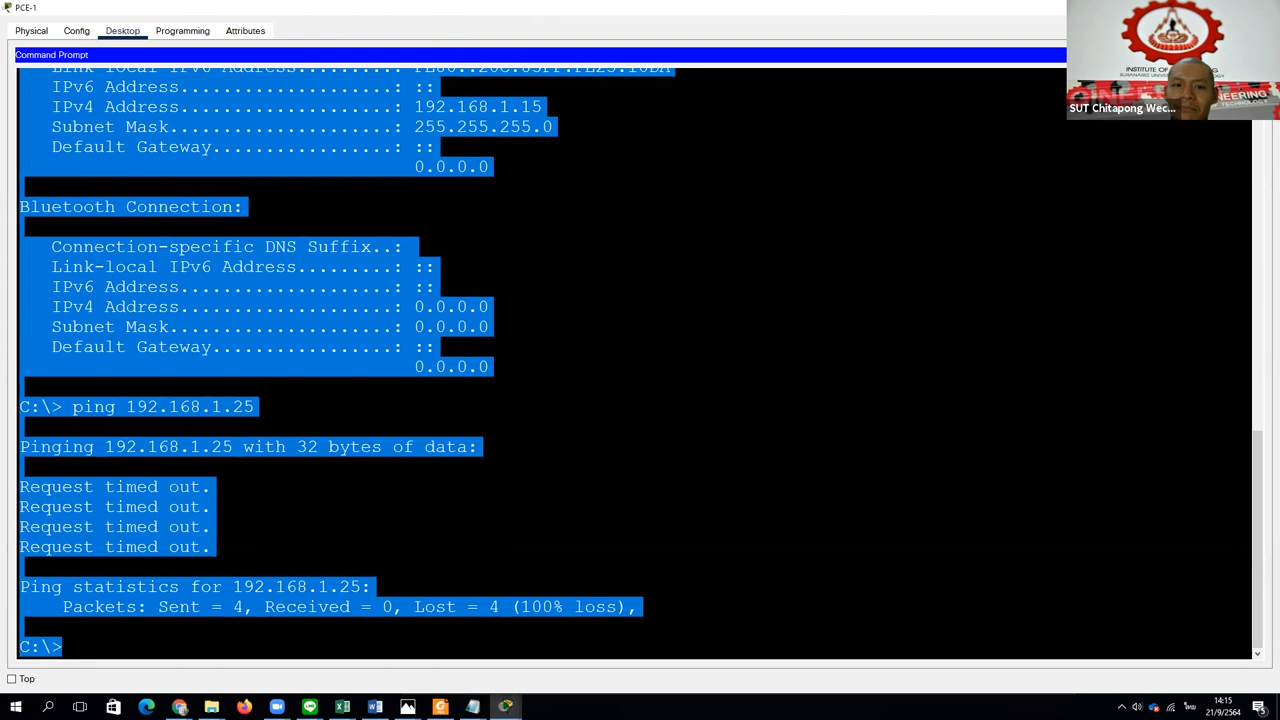 PCE-1
Physical Config Desktop Programming Attributes
Command Prompt
IPv6 Address....................: ::
IPv4 Address....................: 192.168.1.15
Subnet Mask.....................: 255.255.255.0
Default Gateway.................: ::
0.0.0.0
Bluetooth Connection:
Connection-specific DNS Suffix..:
Link-local IPv6 Address.........: ::
IPv6 Address....................: ::
IPv4 Address....................: 0.0.0.0
Subnet Mask.....................: 0.0.0.0
Default Gateway.................: ::
0.0.0.0
C:\> ping 192.168.1.25
Pinging 192.168.1.25 with 32 bytes of data:
Request timed out.
Request timed out.
Request timed out.
Request timed out.
Ping statistics for 192.168.1.25:
Packets: Sent = 4, Received = 0, Lost = 4 (100% loss),
C:\>
Top
INSTITUTE OF
SUT Chitapong Wec...
14:15
21/9/2564